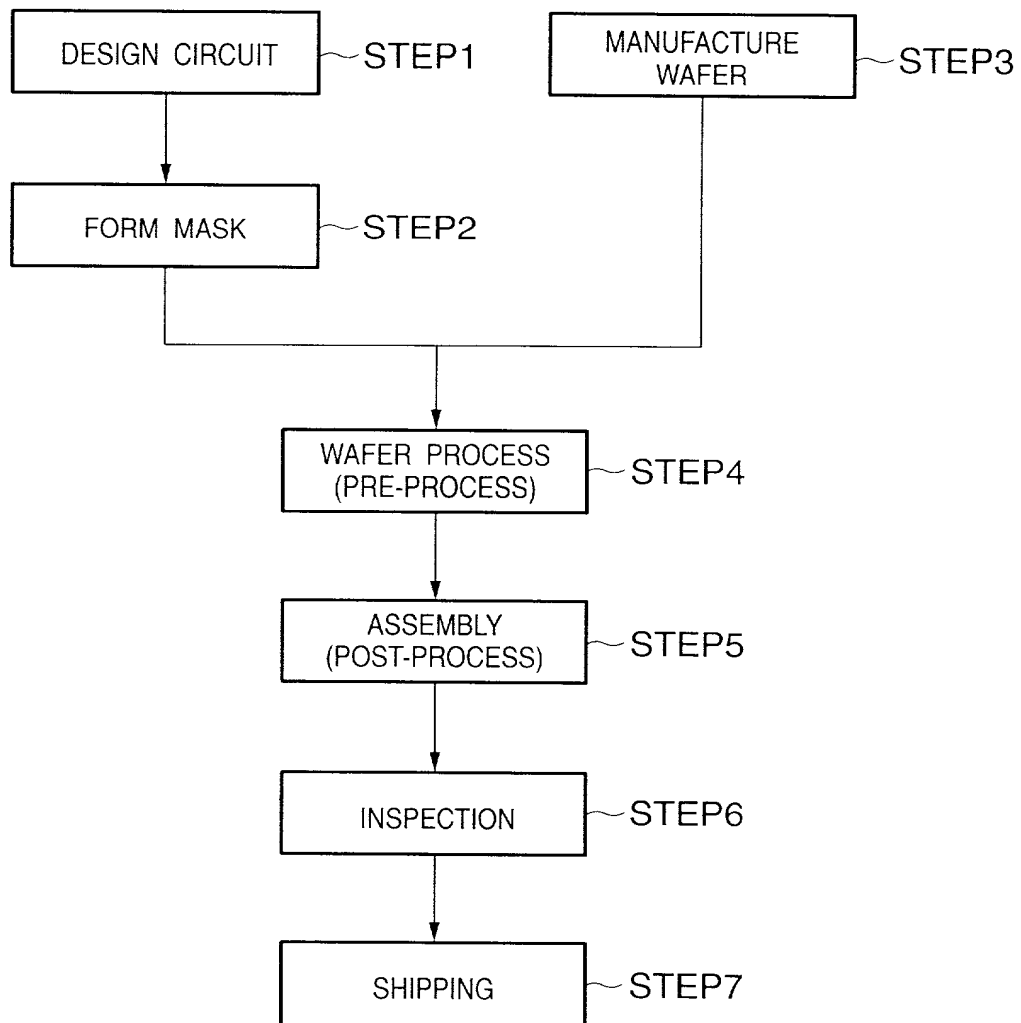 DESIGN CIRCUIT
STEP1
MANUFACTURE
WAFER
STEP3
FORM MASK
STEP2
WAFER PROCESS
(PRE-PROCESS)
STEP4
ASSEMBLY
(POST-PROCESS)
STEP5
INSPECTION
STEP6
SHIPPING
STEP7